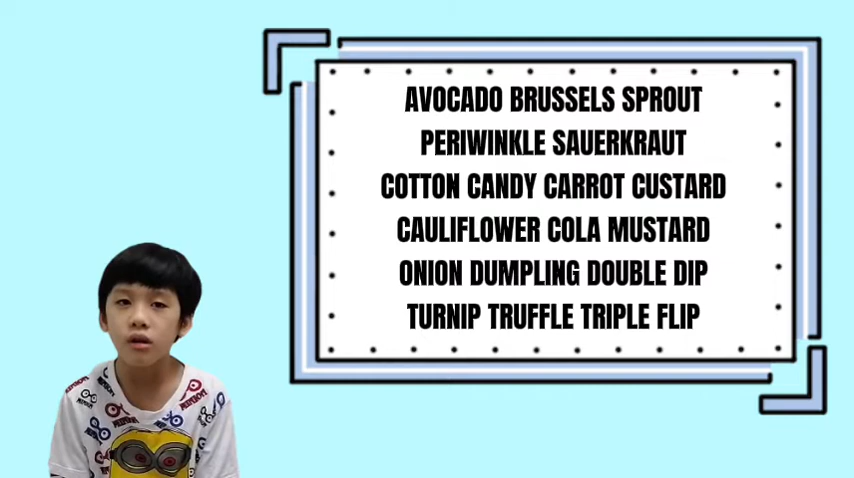 AVOCADO BRUSSELS SPROUT
PERIWINKLE SAUERKRAUT
COTTON CANDY CARROT CUSTARD
CAULIFLOWER COLA MUSTARD
ONION DUMPLING DOUBLE DIP
TURNIP TRUFFLE TRIPLE FLIP